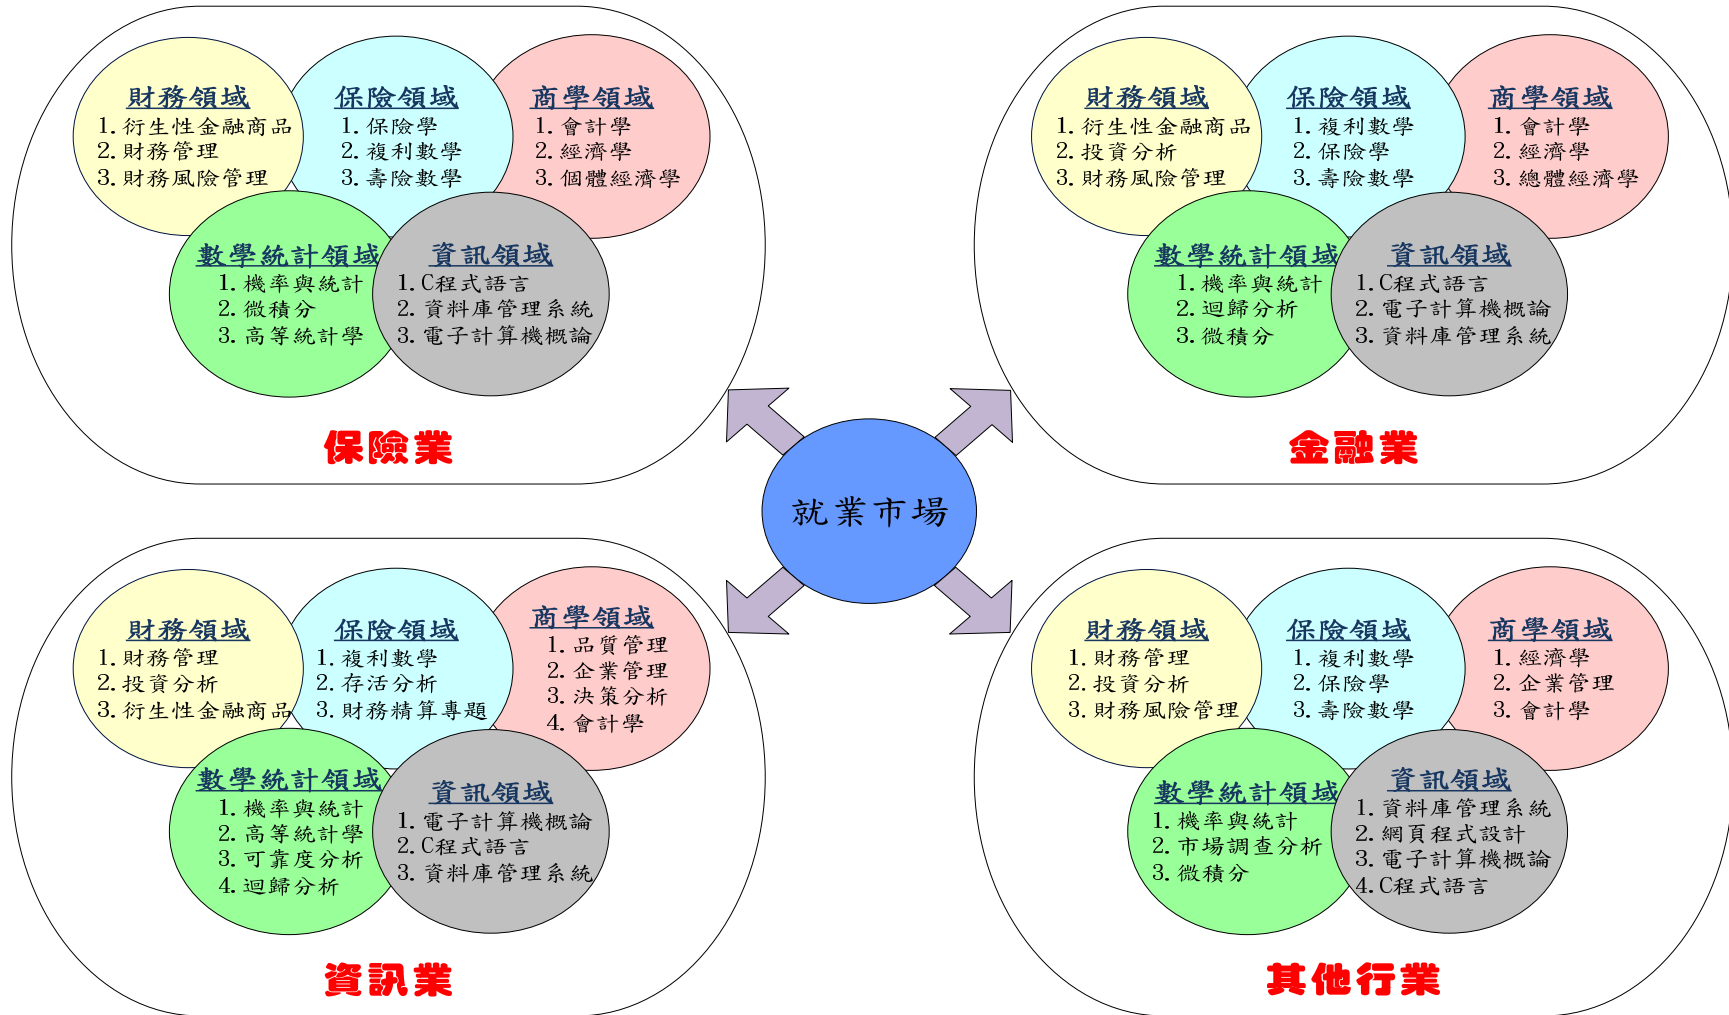 財務領域
1. 衍生性金融商品
2. 財務管理
3. 財務風險管理
保險領域
1. 保險學
2. 複利數學
3. 壽險數學
商學領域
1. 會計學
2. 經濟學
3. 個體經濟學
數學統計領域
1. 機率與統計
2. 微積分
3. 高等統計學
資訊領域
1. C程式語言
2. 資料庫管理系統
3. 電子計算機概論
保險業
財務領域
1. 衍生性金融商品
2. 投資分析
3. 財務風險管理
保險領域
1. 複利數學
2. 保險學
3. 壽險數學
商學領域
1. 會計學
2. 經濟學
3. 總體經濟學
數學統計領域
1. 機率與統計
2. 迴歸分析
3. 微積分
資訊領域
1. C程式語言
2. 電子計算機概論
3. 資料庫管理系統
金融業
就業市場
財務領域
1. 財務管理
2. 投資分析
3. 衍生性金融商品
保險領域
1. 複利數學
2. 存活分析
3. 財務精算專題
商學領域
1. 品質管理
2. 企業管理
3. 決策分析
4. 會計學
數學統計領域
1. 機率與統計
2. 高等統計學
3. 可靠度分析
4. 迴歸分析
資訊領域
1. 電子計算機概論
2. C程式語言
3. 資料庫管理系統
資訊業
財務領域
1. 財務管理
2. 投資分析
3. 財務風險管理
保險領域
1. 複利數學
2. 保險學
3. 壽險數學
商學領域
1. 經濟學
2. 企業管理
3. 會計學
數學統計領域
1. 機率與統計
2. 市場調查分析
3. 微積分
資訊領域
1. 資料庫管理系統
2. 網頁程式設計
3. 電子計算機概論
4. C程式語言
其他行業